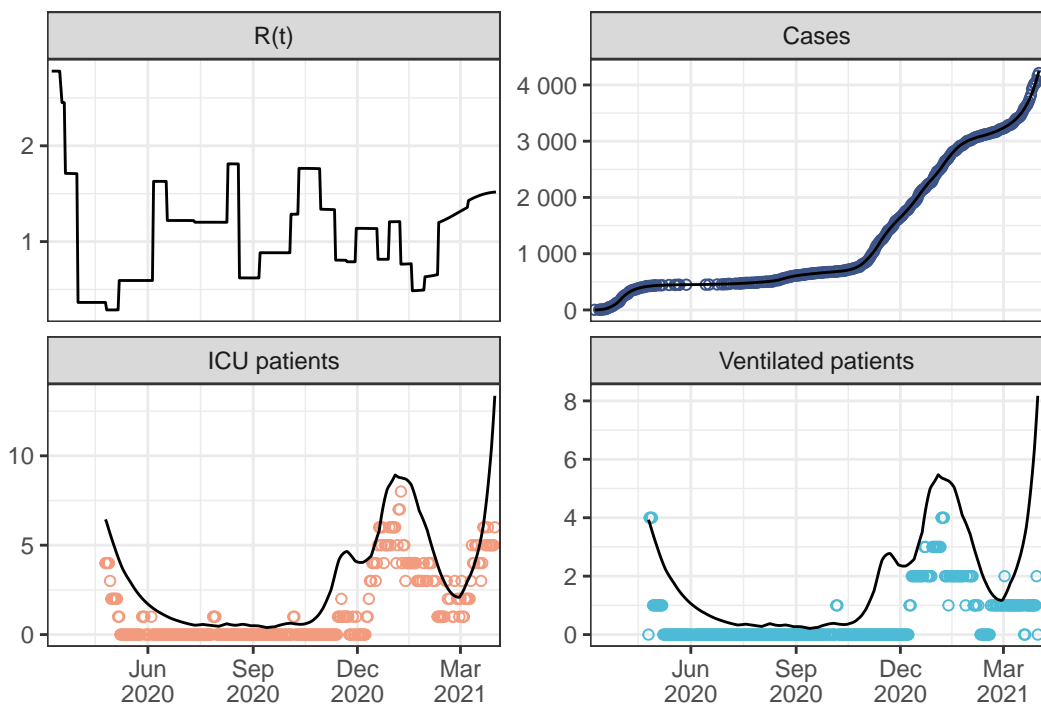 R(t)
Cases
2
1
4 000
3 000
2 000
1 000
0
ICU patients
Ventilated patients
10
5
0
8
6
4
2
0
Jun Sep Dec Mar
2020 2020 2020 2021
Jun Sep Dec Mar
2020 2020 2020 2021